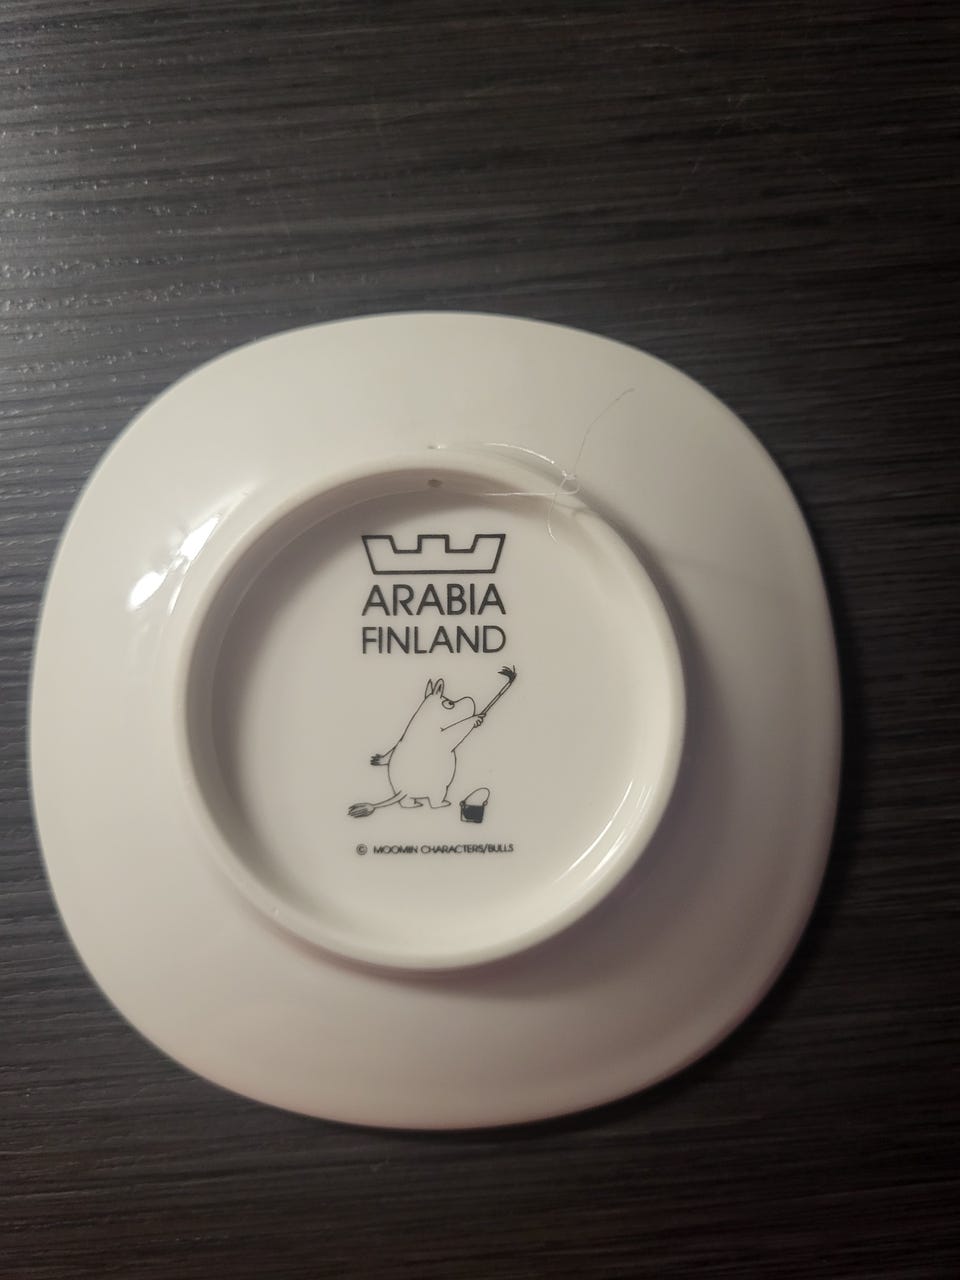 ARABIA
FINLAND
© MOOMIN CHARACTERS/BULLS